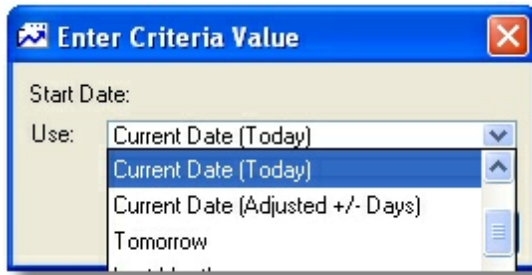 Enter Criteria Value
Start Date:
Use: Current Date (Today)
Current Date (Today)
Current Date (Adjusted +/- Days)
Tomorrow